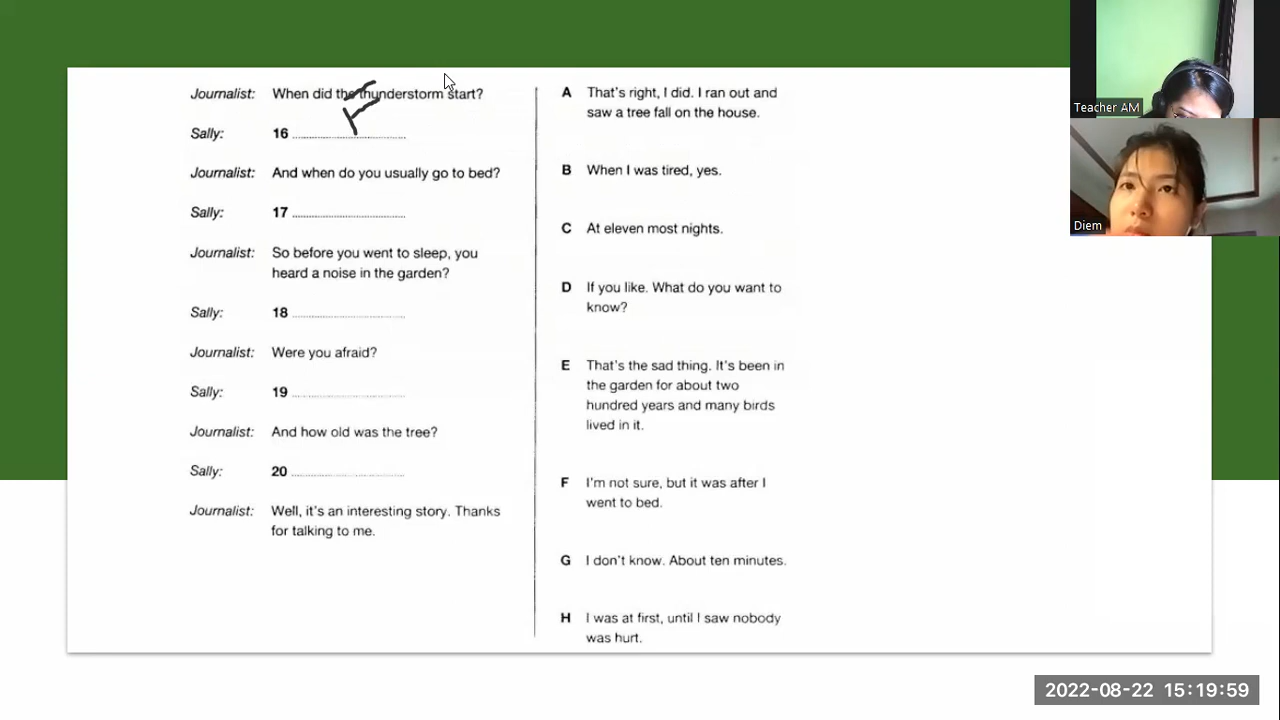 Journalist: When did the thunderstorm start?
F
Sally: 16 ..............................
Journalist: And when do you usually go to bed?
Sally: 17 ..............................
Journalist: So before you went to sleep, you
heard a noise in the garden?
Sally: 18 ..............................
Journalist: Were you afraid?
Sally: 19 ..............................
Journalist: And how old was the tree?
Sally: 20 ..............................
Journalist: Well, it's an interesting story. Thanks
for talking to me.
A That's right, I did. I ran out and
saw a tree fall on the house.
B When I was tired, yes.
C At eleven most nights.
D If you like. What do you want to
know?
E That's the sad thing. It's been in
the garden for about two
hundred years and many birds
lived in it.
F I'm not sure, but it was after I
went to bed.
G I don't know. About ten minutes.
H I was at first, until I saw nobody
was hurt.
Teacher AM
Diem
2022-08-22 15:19:59